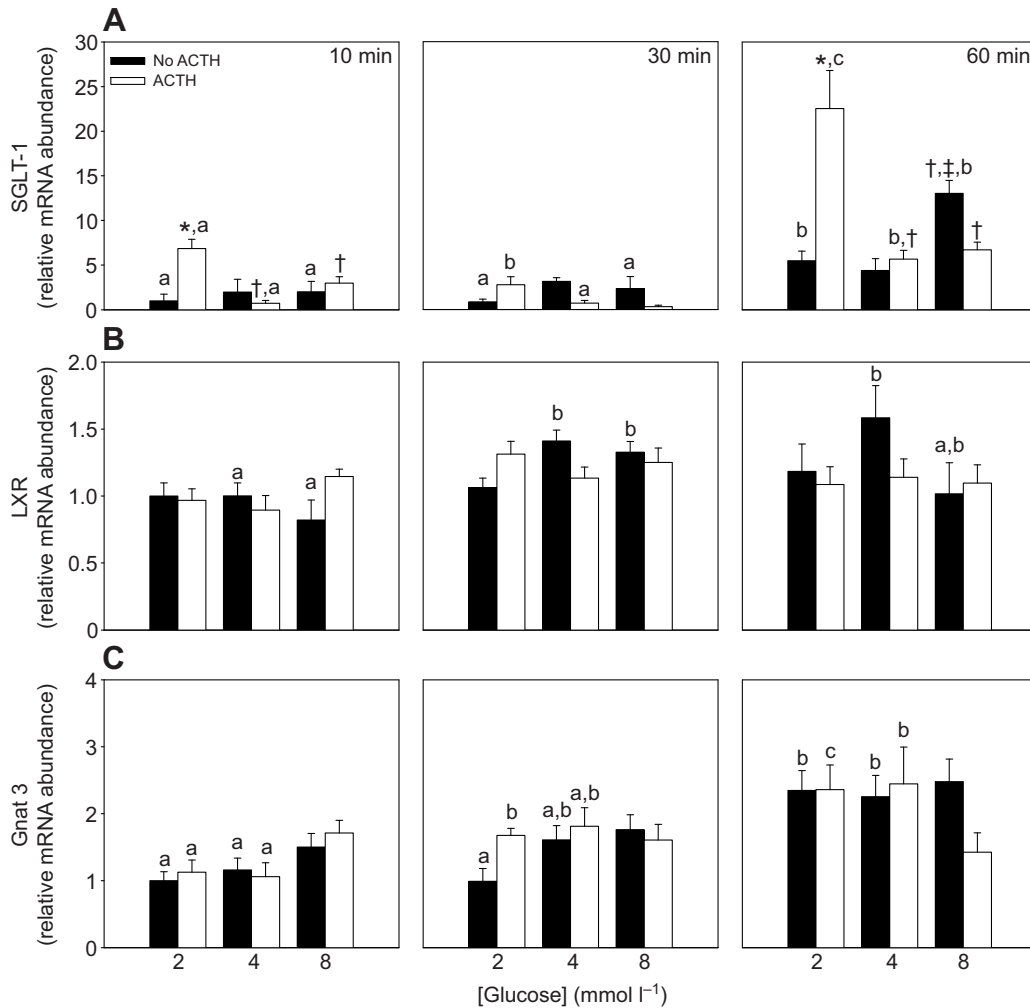 A
SGLT-1
(relative mRNA abundance)
30
25
20
15
10
5
0
No ACTH
ACTH
10 min
a
*,a
†,a
a
†
30 min
a
b
a
a
60 min
b
*,c
b,†
†,‡,b
†
B
LXR
(relative mRNA abundance)
2.0
1.5
1.0
0.5
0
a
a
b
b
b
a,b
C
Gnat 3
(relative mRNA abundance)
4
3
2
1
0
a
a
a
a
a
b
a,b
a,b
b
c
b
b
2 4 8
2 4 8
2 4 8
[Glucose] (mmol l⁻¹)